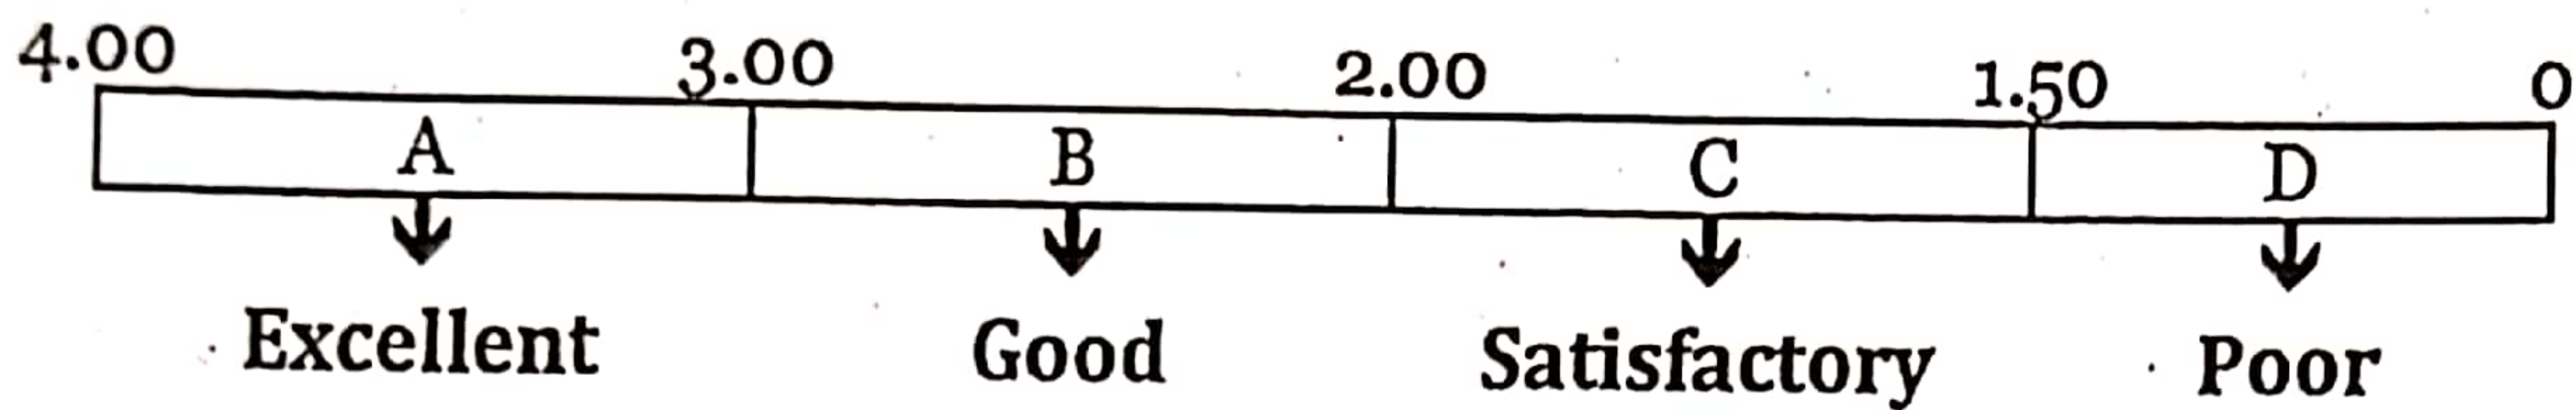 4.00 3.00 2.00 1.50 0
A B C D
Excellent Good Satisfactory Poor